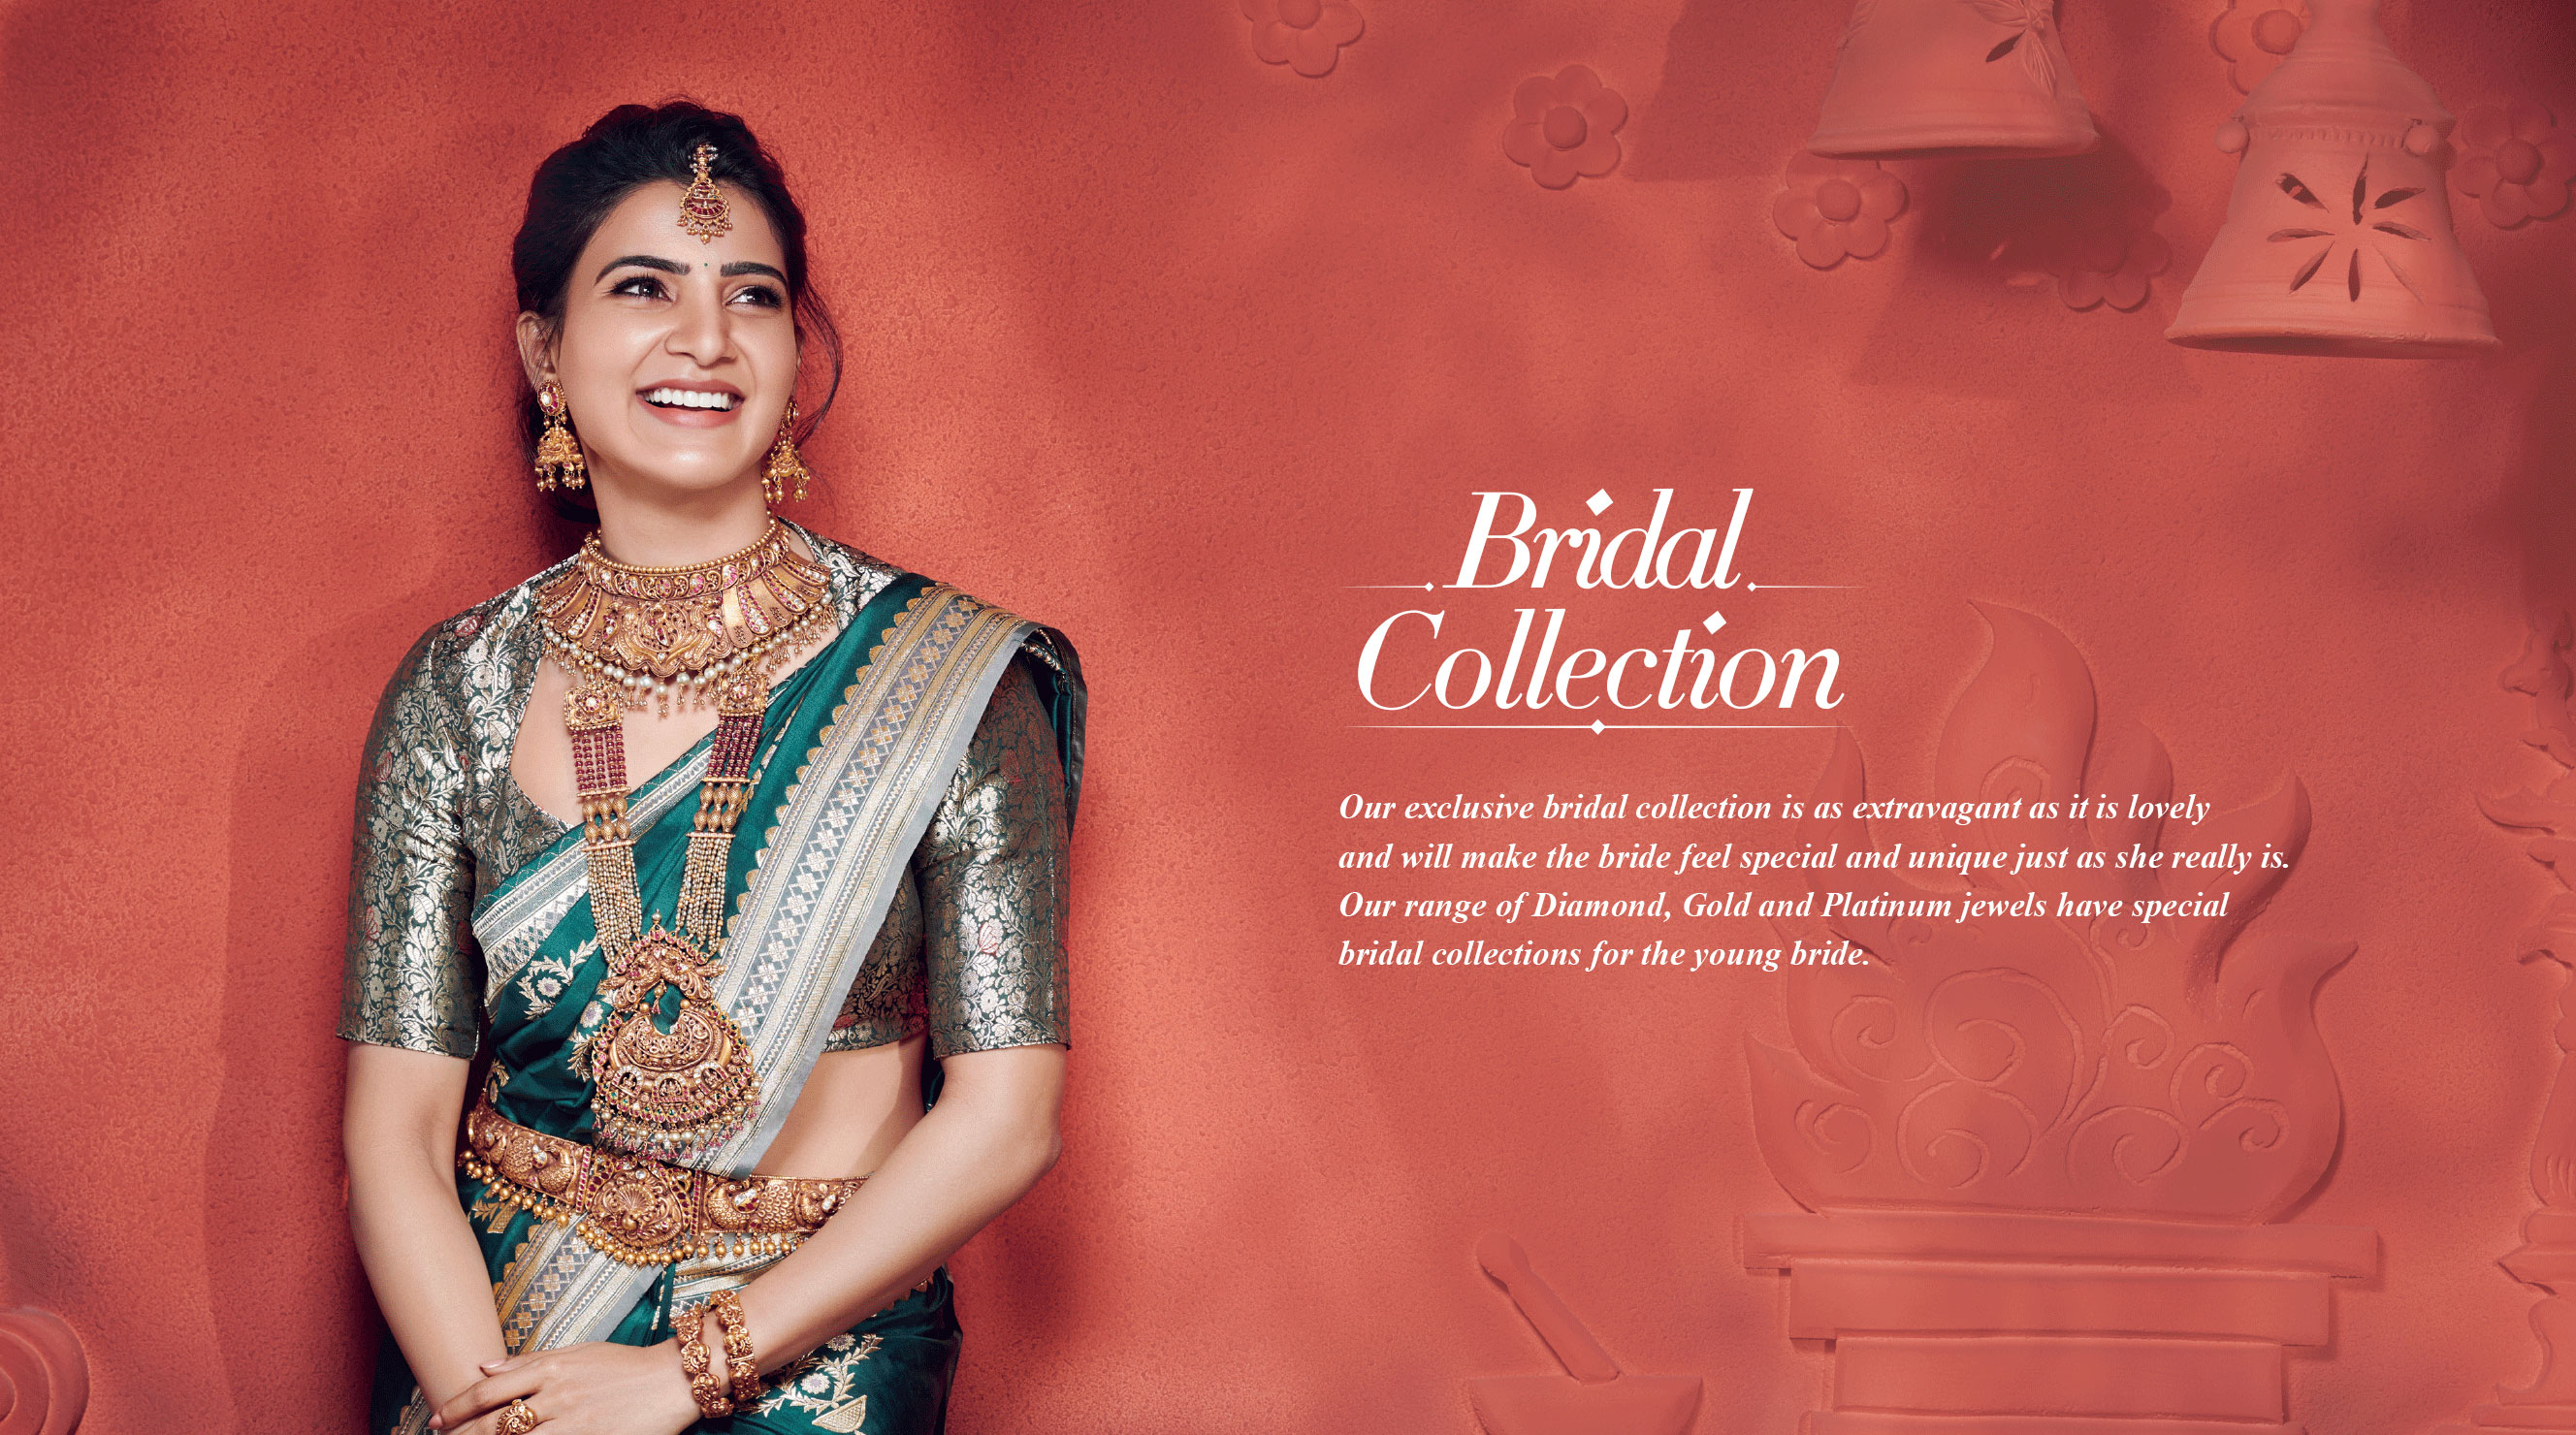 Bridal
Collection
Our exclusive bridal collection is as extravagant as it is lovely
and will make the bride feel special and unique just as she really is.
Our range of Diamond, Gold and Platinum jewels have special
bridal collections for the young bride.